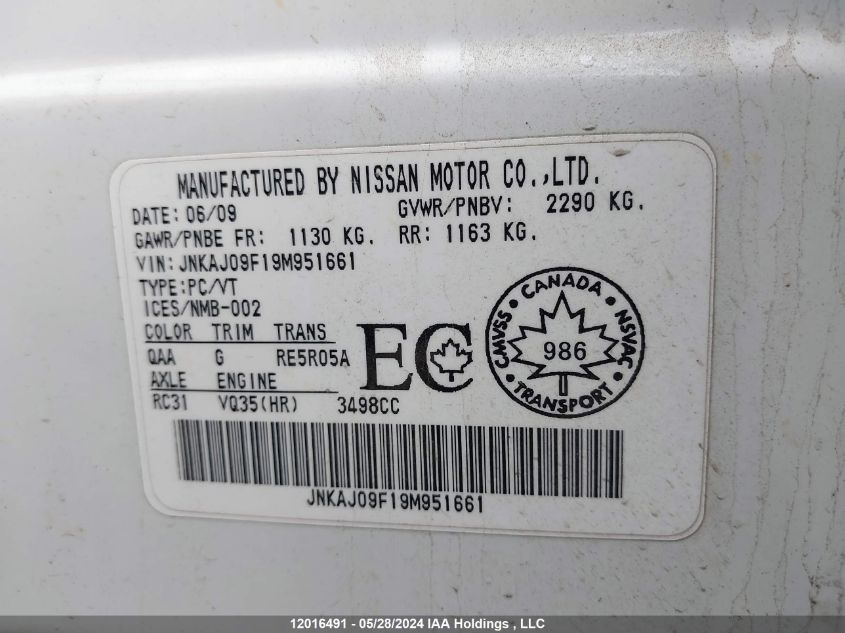 MANUFACTURED BY NISSAN MOTOR CO.,LTD.
DATE: 06/09 GVWR/PNBV: 2290 KG.
GAWR/PNBE FR: 1130 KG. RR: 1163 KG.
VIN: JNKAJ09F19M951661
TYPE:PC/VT
ICES/NMB-002
COLOR TRIM TRANS
QAA G RE5R05A
AXLE ENGINE
RC31 VQ35(HR) 3498CC
EC
CMVSS • CANADA • NSVAC • TRANSPORT •
986
JNKAJ09F19M951661
12016491 - 05/28/2024 IAA Holdings , LLC